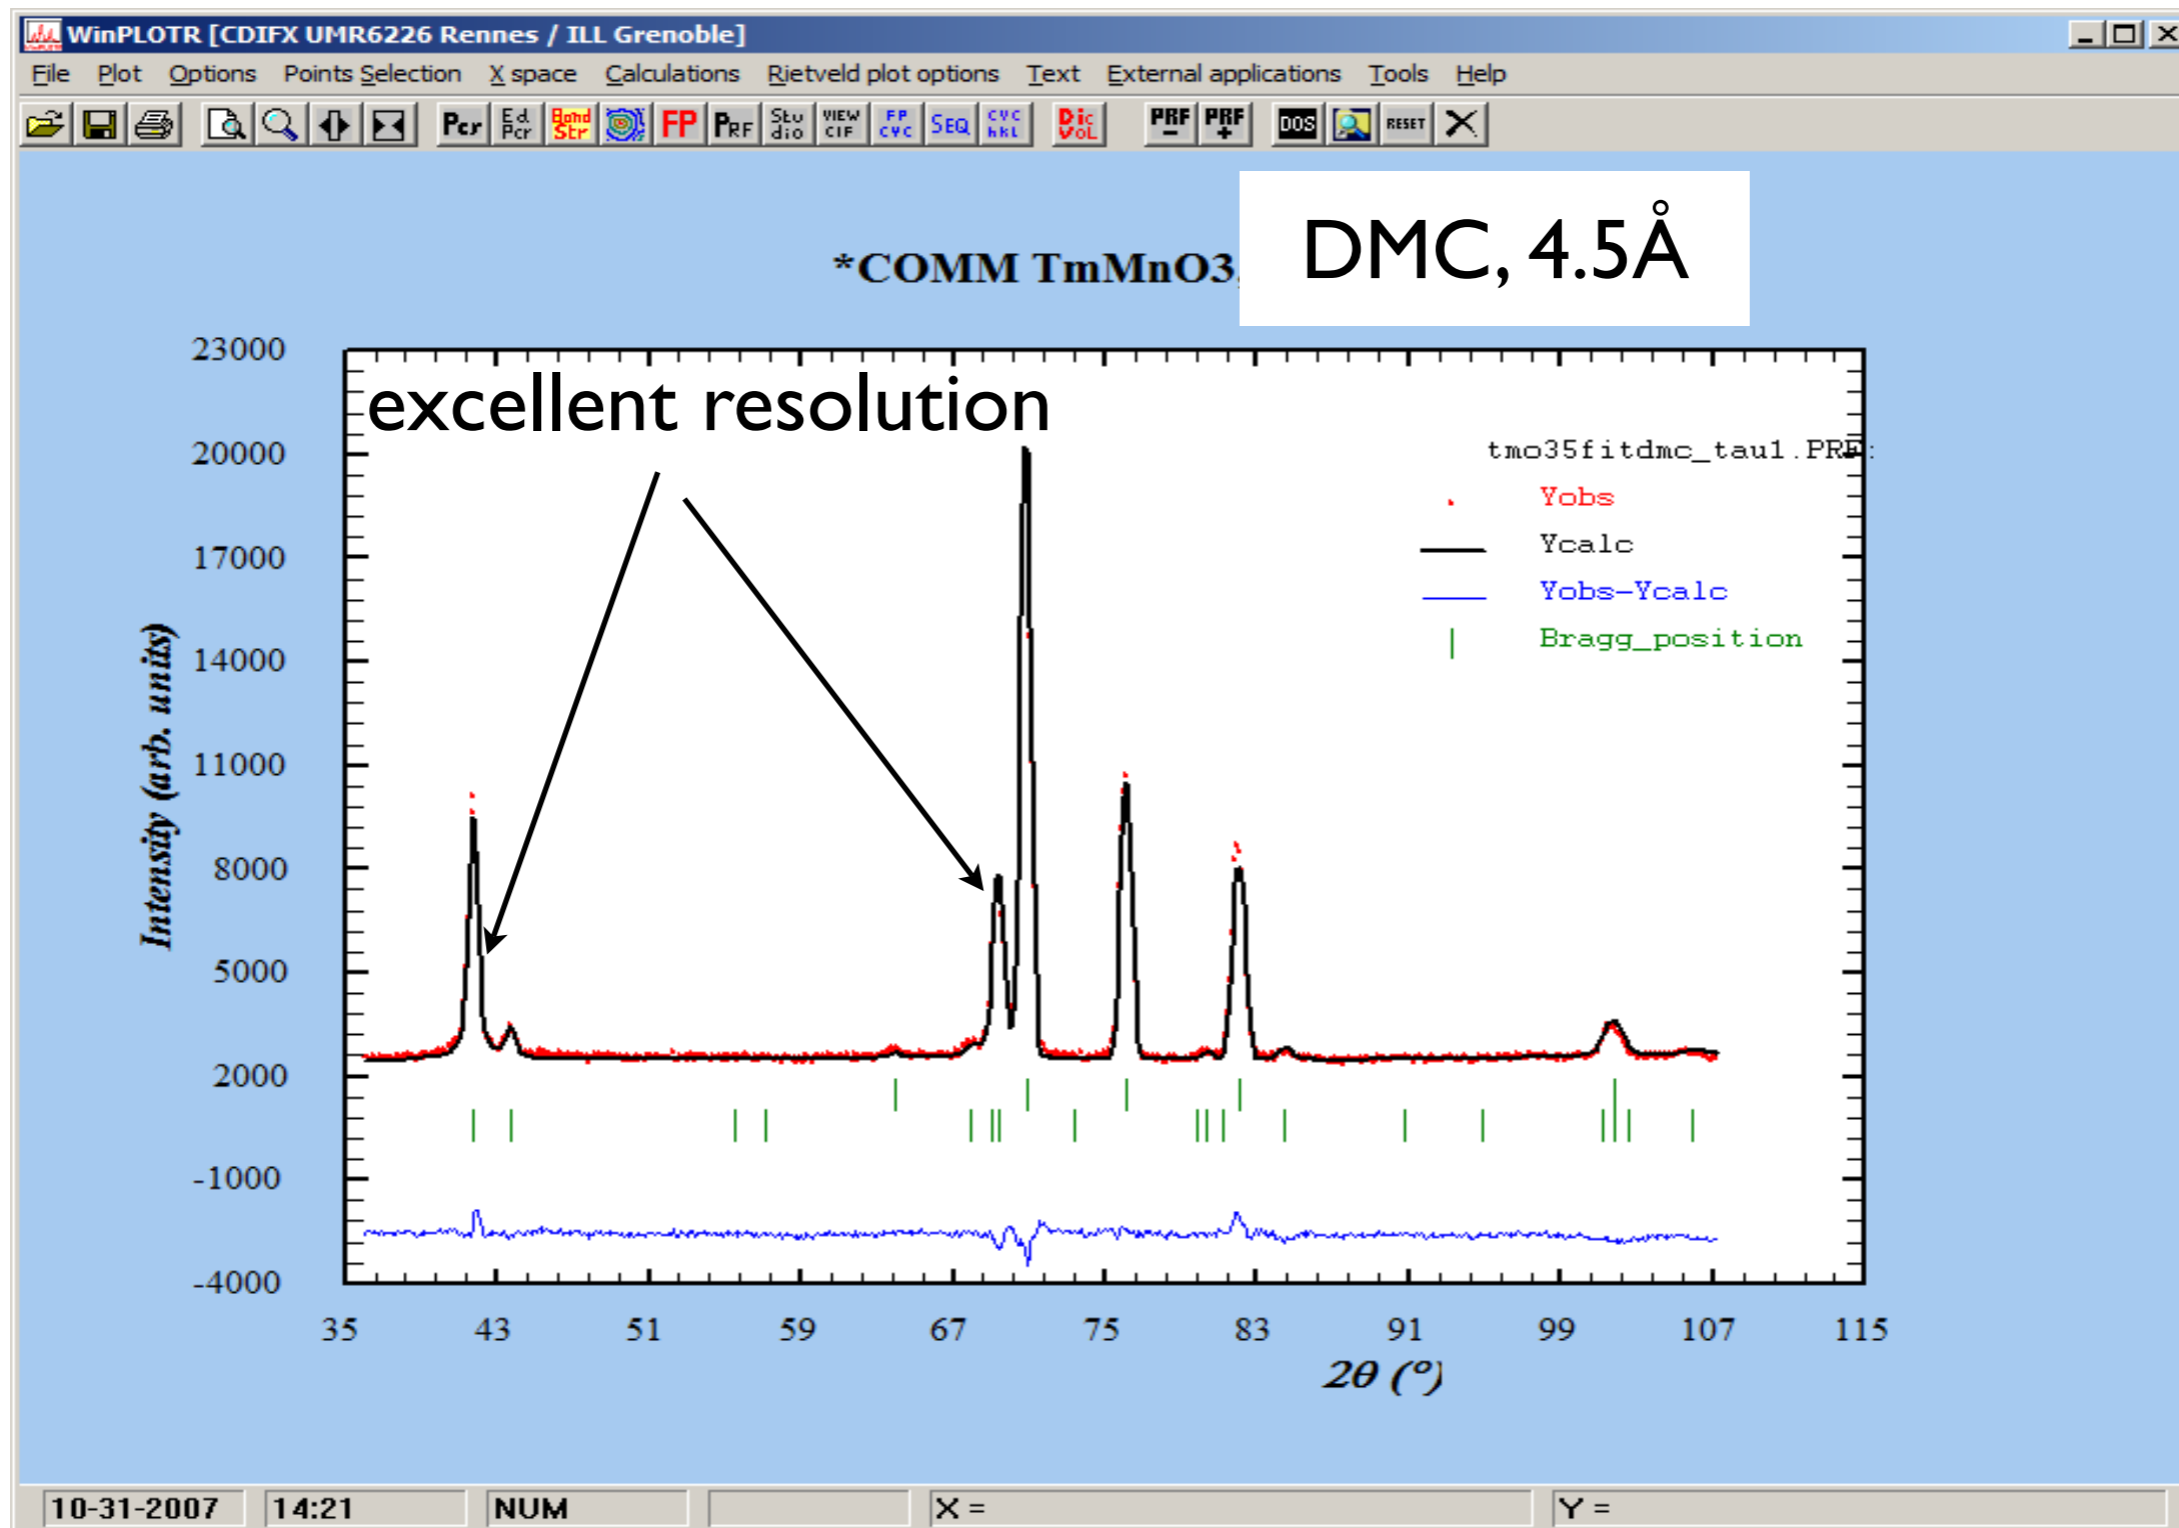 WinPLOTR [CDIFX UMR6226 Rennes / ILL Grenoble]
File Plot Options Points Selection X space Calculations Rietveld plot options Text External applications Tools Help
Pcr Ed Pcr Bond Str FP PRF Stu dio VIEW CIF FP CYC SEQ CYC hkl Dic Vol PRF - PRF + DOS RESET
DMC, 4.5Å
*COMM TmMnO3,
excellent resolution
tmo35fitdmc_tau1.PRF:
Yobs
Ycalc
Yobs-Ycalc
Bragg_position
Intensity (arb. units)
23000
20000
17000
14000
11000
8000
5000
2000
-1000
-4000
35 43 51 59 67 75 83 91 99 107 115
2θ (°)
10-31-2007 14:21 NUM X = Y =